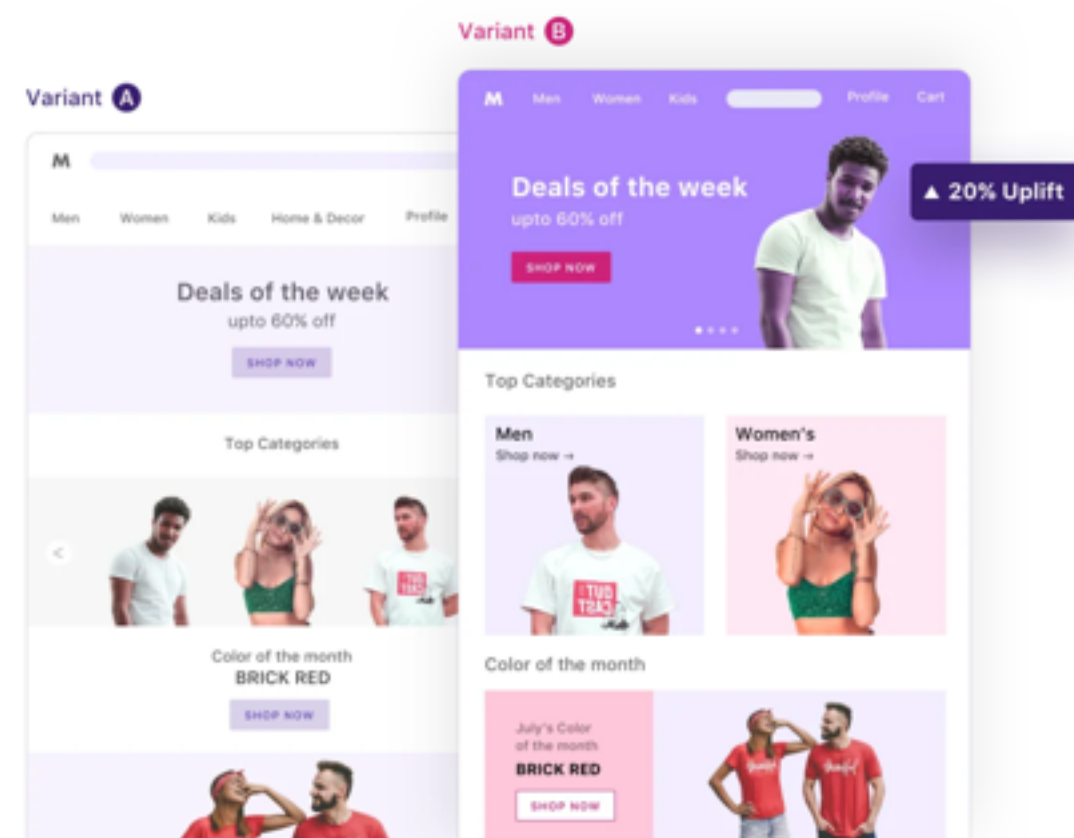 Variant B
Variant A
M
Men Women Kids Home & Decor Profile
Deals of the week
upto 60% off
SHOP NOW
Top Categories
<
Color of the month
BRICK RED
SHOP NOW
M Men Women Kids Profile Cart
Deals of the week
upto 60% off
SHOP NOW
▲ 20% Uplift
Top Categories
Men
Shop now →
Women's
Shop now →
Color of the month
July's Color
of the month
BRICK RED
SHOP NOW